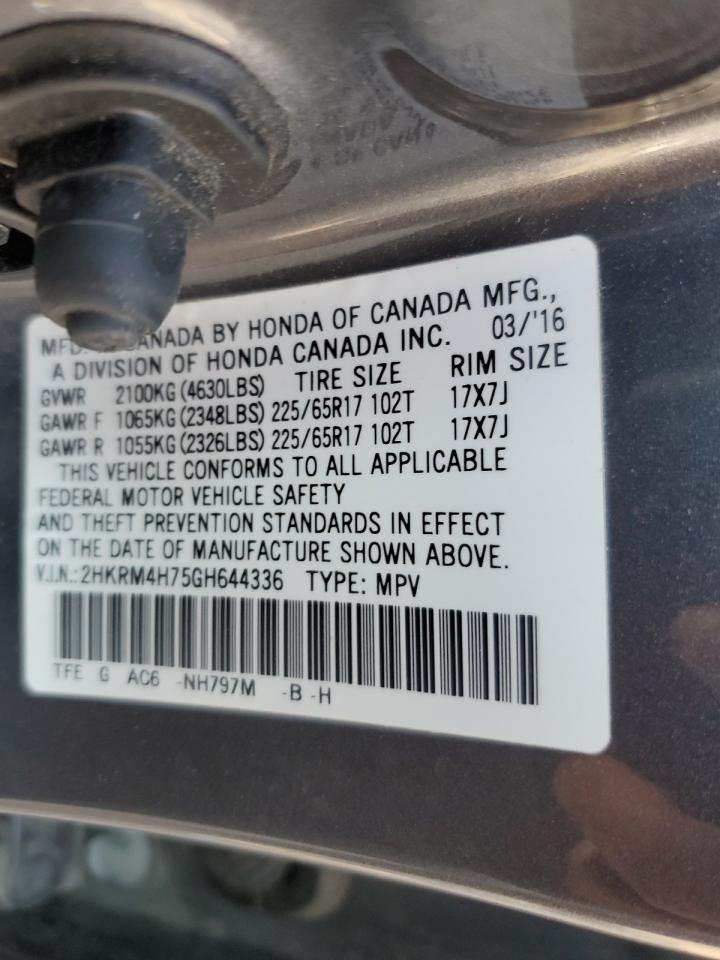 MFD. CANADA BY HONDA OF CANADA MFG.,
A DIVISION OF HONDA CANADA INC. 03/'16
GVWR 2100KG (4630LBS) TIRE SIZE RIM SIZE
GAWR F 1065KG (2348LBS) 225/65R17 102T 17X7J
GAWR R 1055KG (2326LBS) 225/65R17 102T 17X7J
THIS VEHICLE CONFORMS TO ALL APPLICABLE
FEDERAL MOTOR VEHICLE SAFETY
AND THEFT PREVENTION STANDARDS IN EFFECT
ON THE DATE OF MANUFACTURE SHOWN ABOVE.
V.I.N.: 2HKRM4H75GH644336 TYPE: MPV
TFE G AC6 -NH797M -B -H